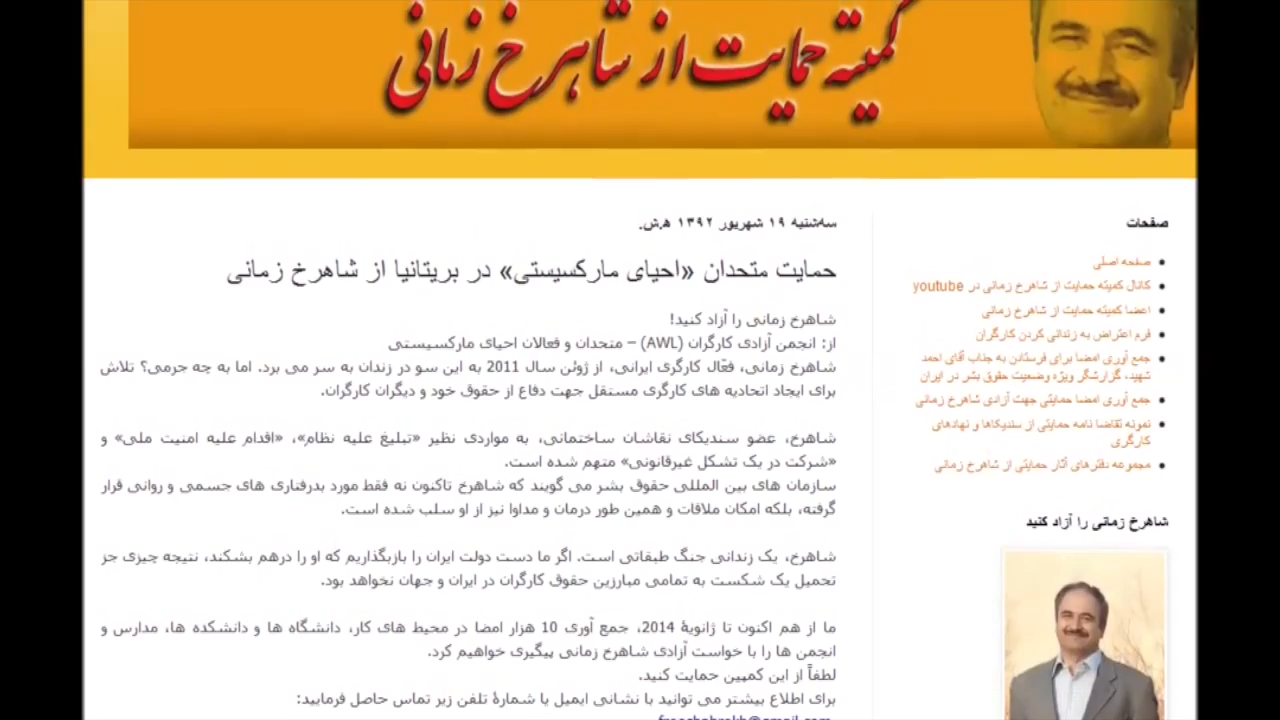 کمیته حمایت از شاهرخ زمانی
سه‌شنبه ۱۹ شهریور ۱۳۹۲ ه‍.ش.
حمایت متحدان «احیای مارکسیستی» در بریتانیا از شاهرخ زمانی
شاهرخ زمانی را آزاد کنید!
از: انجمن آزادی کارگران (AWL) – متحدان و فعالان احیای مارکسیستی
شاهرخ زمانی، فعّال کارگری ایرانی، از ژوئن سال 2011 به این سو در زندان به سر می برد. اما به چه جرمی؟ تلاش
برای ایجاد اتحادیه های کارگری مستقل جهت دفاع از حقوق خود و دیگران کارگران.
شاهرخ، عضو سندیکای نقاشان ساختمانی، به مواردی نظیر «تبلیغ علیه نظام»، «اقدام علیه امنیت ملی» و
«شرکت در یک تشکل غیرقانونی» متهم شده است.
سازمان های بین المللی حقوق بشر می گویند که شاهرخ تاکنون نه فقط مورد بدرفتاری های جسمی و روانی قرار
گرفته، بلکه امکان ملاقات و همین طور درمان و مداوا نیز از او سلب شده است.
شاهرخ، یک زندانی جنگ طبقاتی است. اگر ما دست دولت ایران را بازبگذاریم که او را درهم بشکند، نتیجه چیزی جز
تحمیل یک شکست به تمامی مبارزین حقوق کارگران در ایران و جهان نخواهد بود.
ما از هم اکنون تا ژانویهٔ 2014، جمع آوری 10 هزار امضا در محیط های کار، دانشگاه ها و دانشکده ها، مدارس و
انجمن ها را با خواست آزادی شاهرخ زمانی پیگیری خواهیم کرد.
لطفاً از این کمپین حمایت کنید.
برای اطلاع بیشتر می توانید با نشانی ایمیل یا شمارهٔ تلفن زیر تماس حاصل فرمایید:
صفحات
صفحه اصلی
کانال کمیته حمایت از شاهرخ زمانی در youtube
اعضا کمیته حمایت از شاهرخ زمانی
فرم اعتراض به زندانی کردن کارگران
جمع آوری امضا برای فرستادن به جناب آقای احمد
شهید، گزارشگر ویژه وضعیت حقوق بشر در ایران
جمع آوری امضا حمایتی جهت آزادی شاهرخ زمانی
نمونه تقاضا نامه حمایتی از سندیکاها و نهادهای
کارگری
مجموعه دفترهای آثار حمایتی از شاهرخ زمانی
شاهرخ زمانی را آزاد کنید